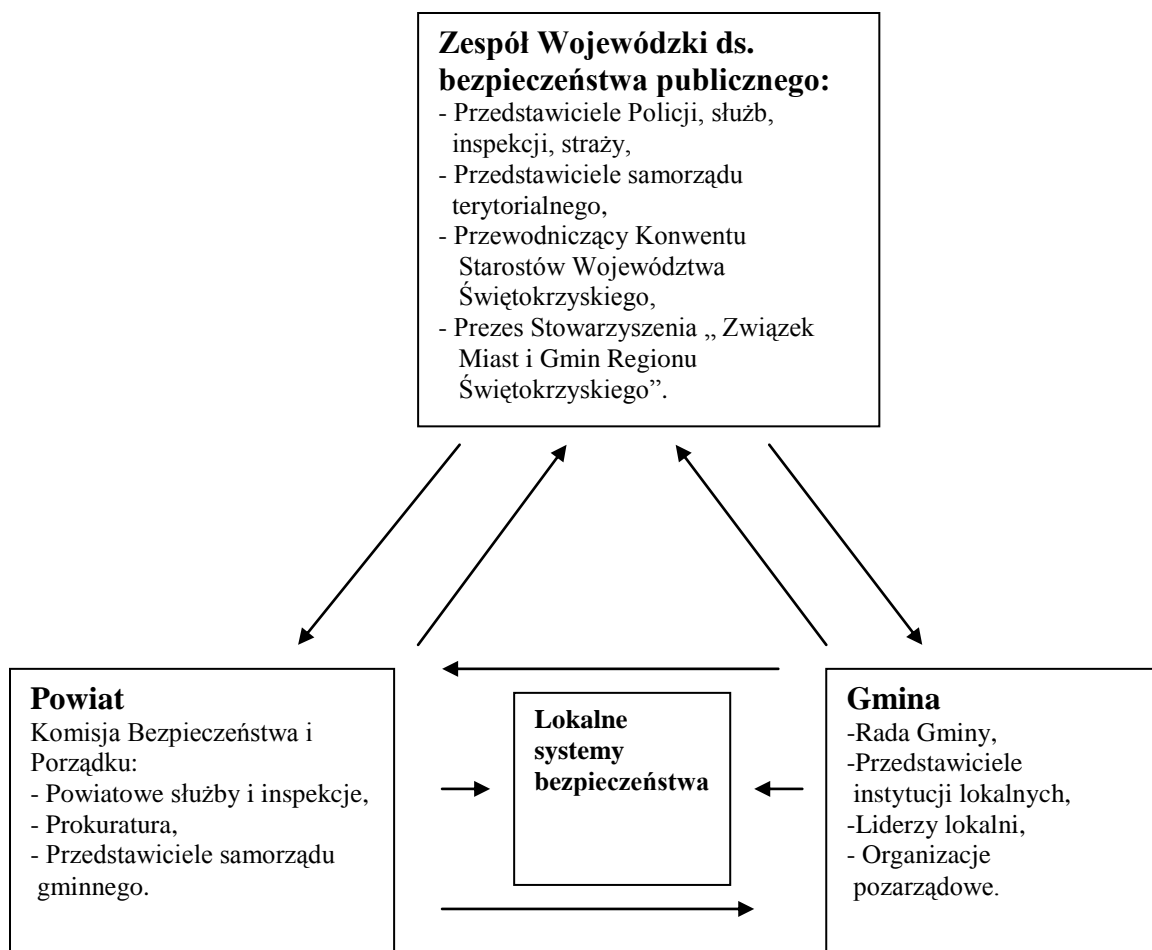 Zespół Wojewódzki ds.
bezpieczeństwa publicznego:
- Przedstawiciele Policji, służb,
inspekcji, straży,
- Przedstawiciele samorządu
terytorialnego,
- Przewodniczący Konwentu
Starostów Województwa
Świętokrzyskiego,
- Prezes Stowarzyszenia „ Związek
Miast i Gmin Regionu
Świętokrzyskiego”.
Powiat
Komisja Bezpieczeństwa i
Porządku:
- Powiatowe służby i inspekcje,
- Prokuratura,
- Przedstawiciele samorządu
gminnego.
Lokalne
systemy
bezpieczeństwa
Gmina
-Rada Gminy,
-Przedstawiciele
instytucji lokalnych,
-Liderzy lokalni,
- Organizacje
pozarządowe.